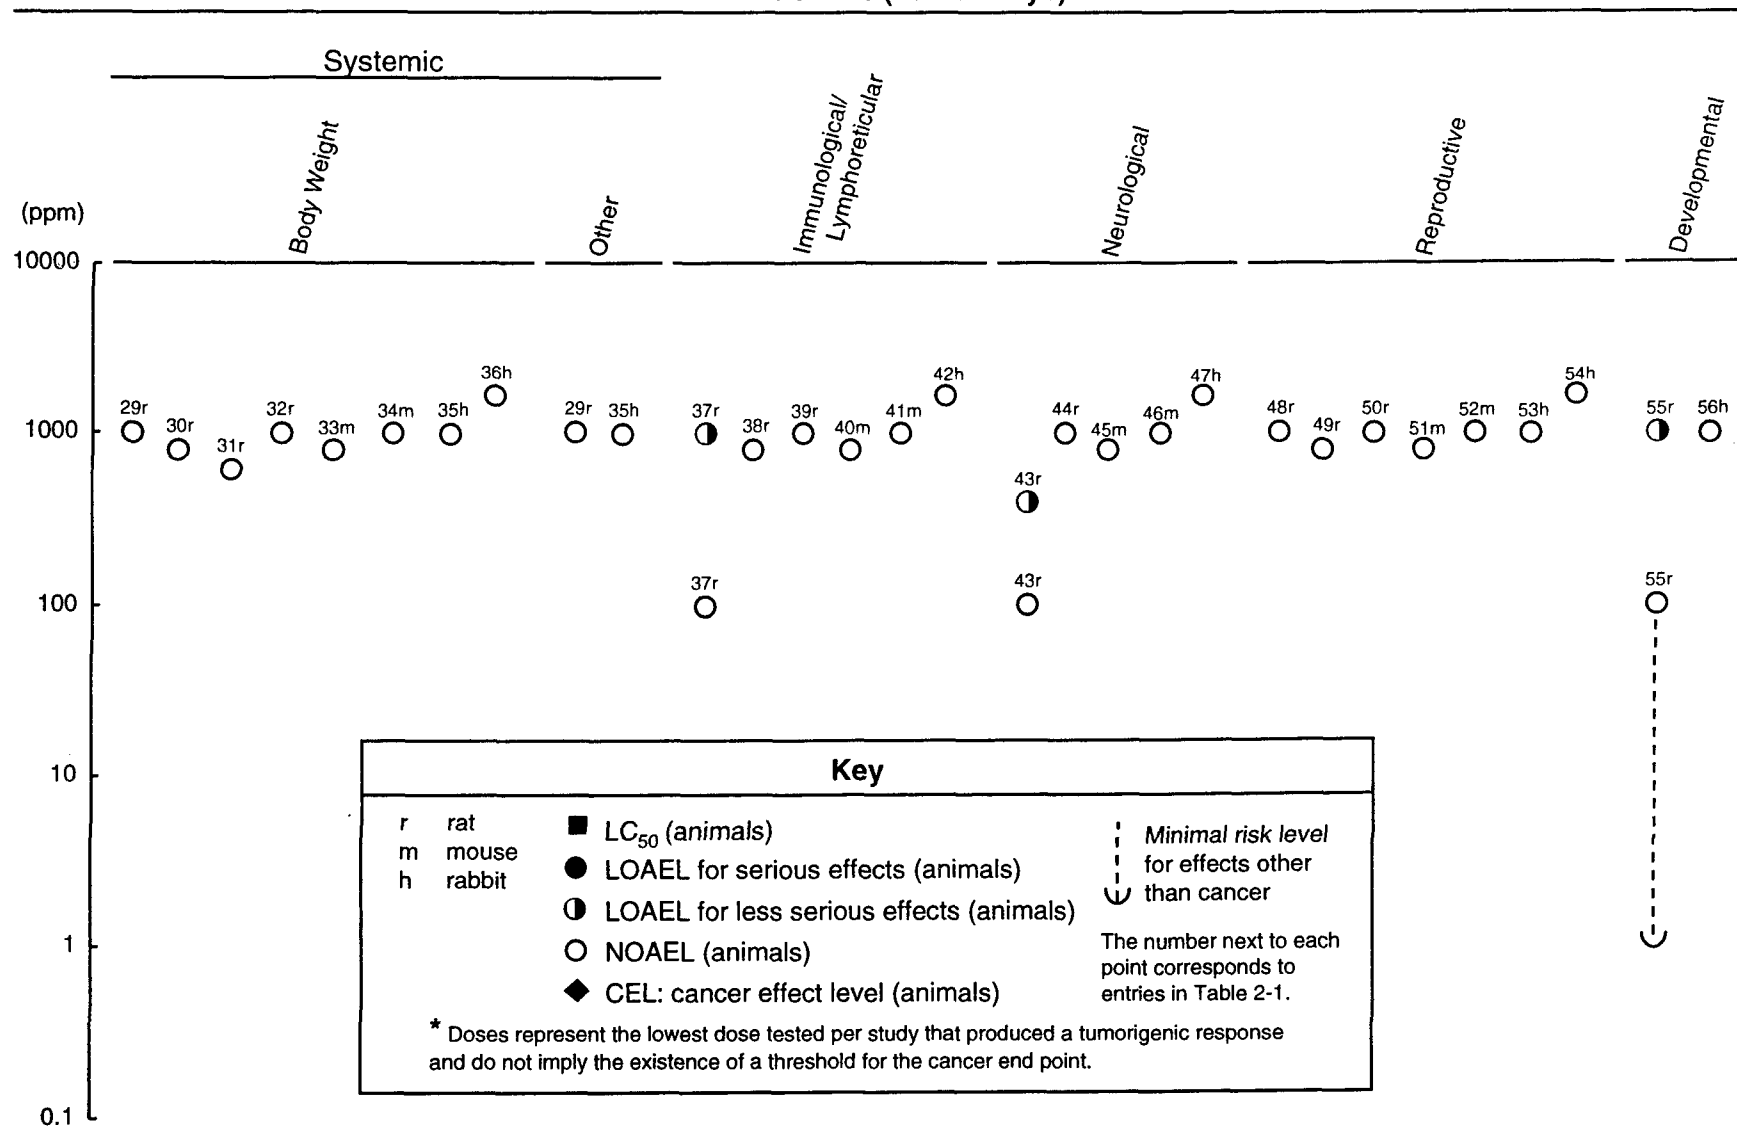 Systemic
Body Weight
Other
Immunological/
Lymphoreticular
Neurological
Reproductive
Developmental
(ppm)
10000
1000
100
10
1
0.1
29r
30r
31r
32r
33m
34m
35h
36h
29r
35h
37r
38r
39r
40m
41m
42h
43r
44r
45m
46m
47h
48r
49r
50r
51m
52m
53h
54h
55r
56h
37r
43r
55r
Key
r rat
m mouse
h rabbit
LC50 (animals)
LOAEL for serious effects (animals)
LOAEL for less serious effects (animals)
NOAEL (animals)
CEL: cancer effect level (animals)
Minimal risk level
for effects other
than cancer
The number next to each
point corresponds to
entries in Table 2-1.
* Doses represent the lowest dose tested per study that produced a tumorigenic response
and do not imply the existence of a threshold for the cancer end point.